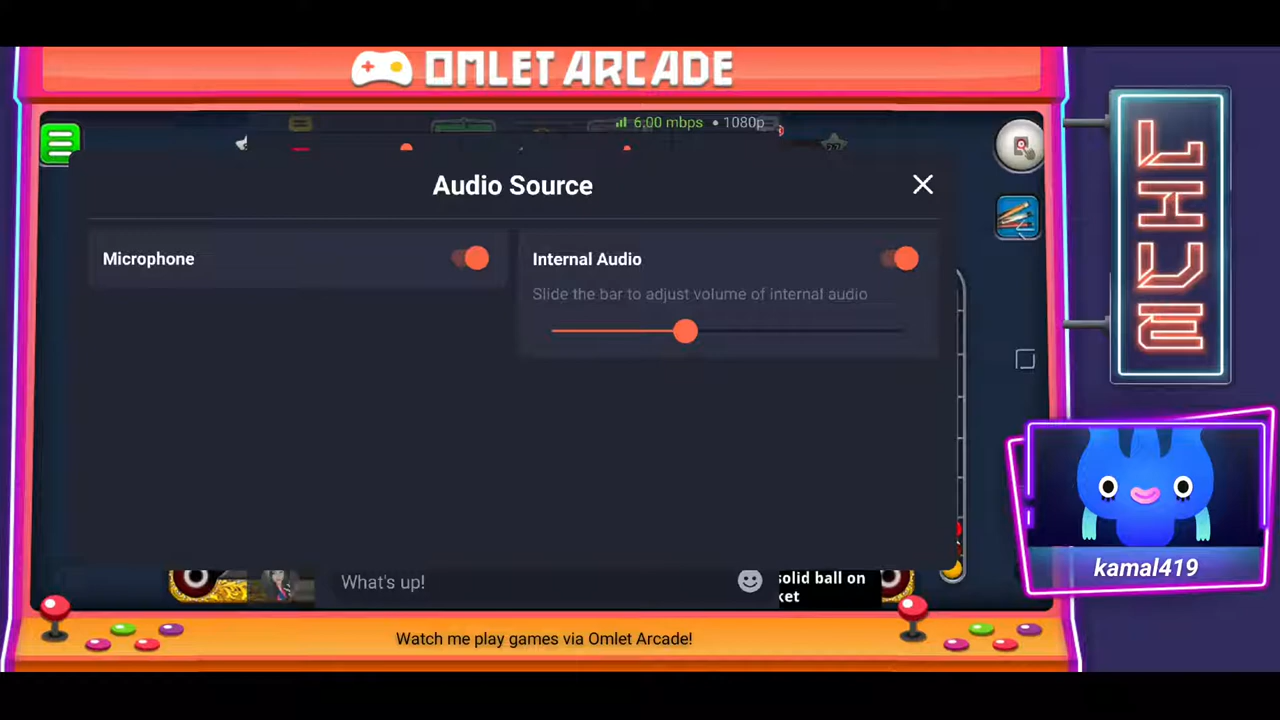 OMLET ARCADE
6.00 mbps • 1080p
Audio Source
Microphone
Internal Audio
Slide the bar to adjust volume of internal audio
What's up!
solid ball on
ket
Watch me play games via Omlet Arcade!
LIVE
kamal419